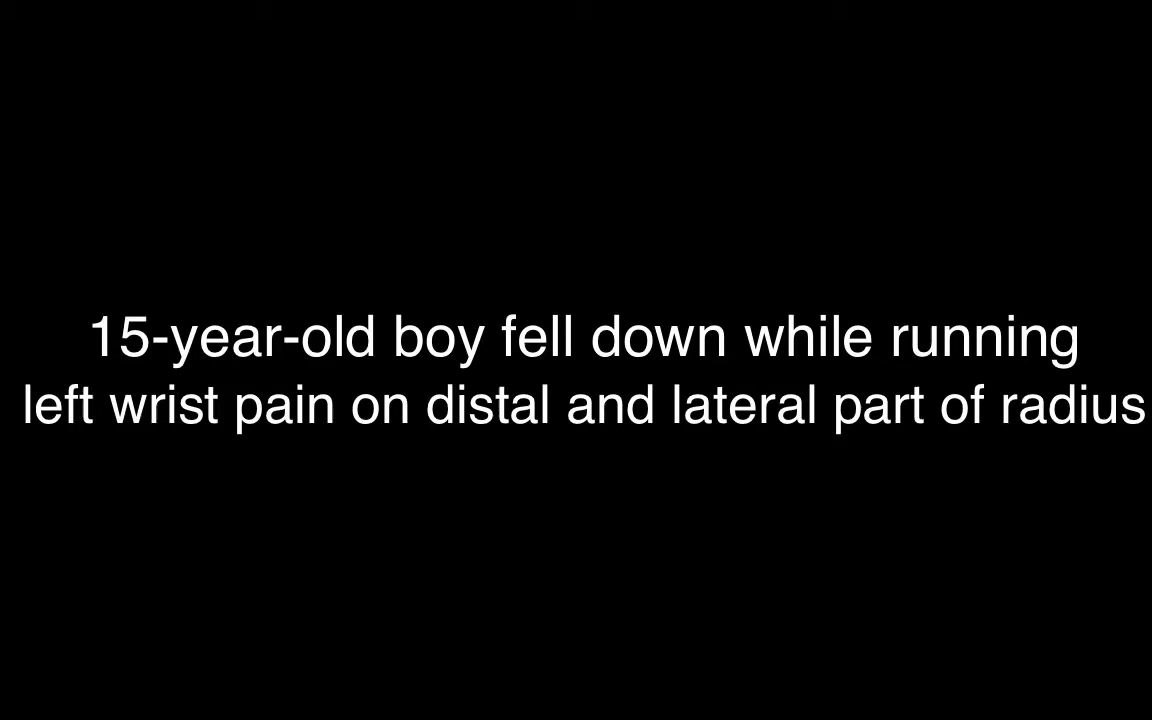 15-year-old boy fell down while running
left wrist pain on distal and lateral part of radius